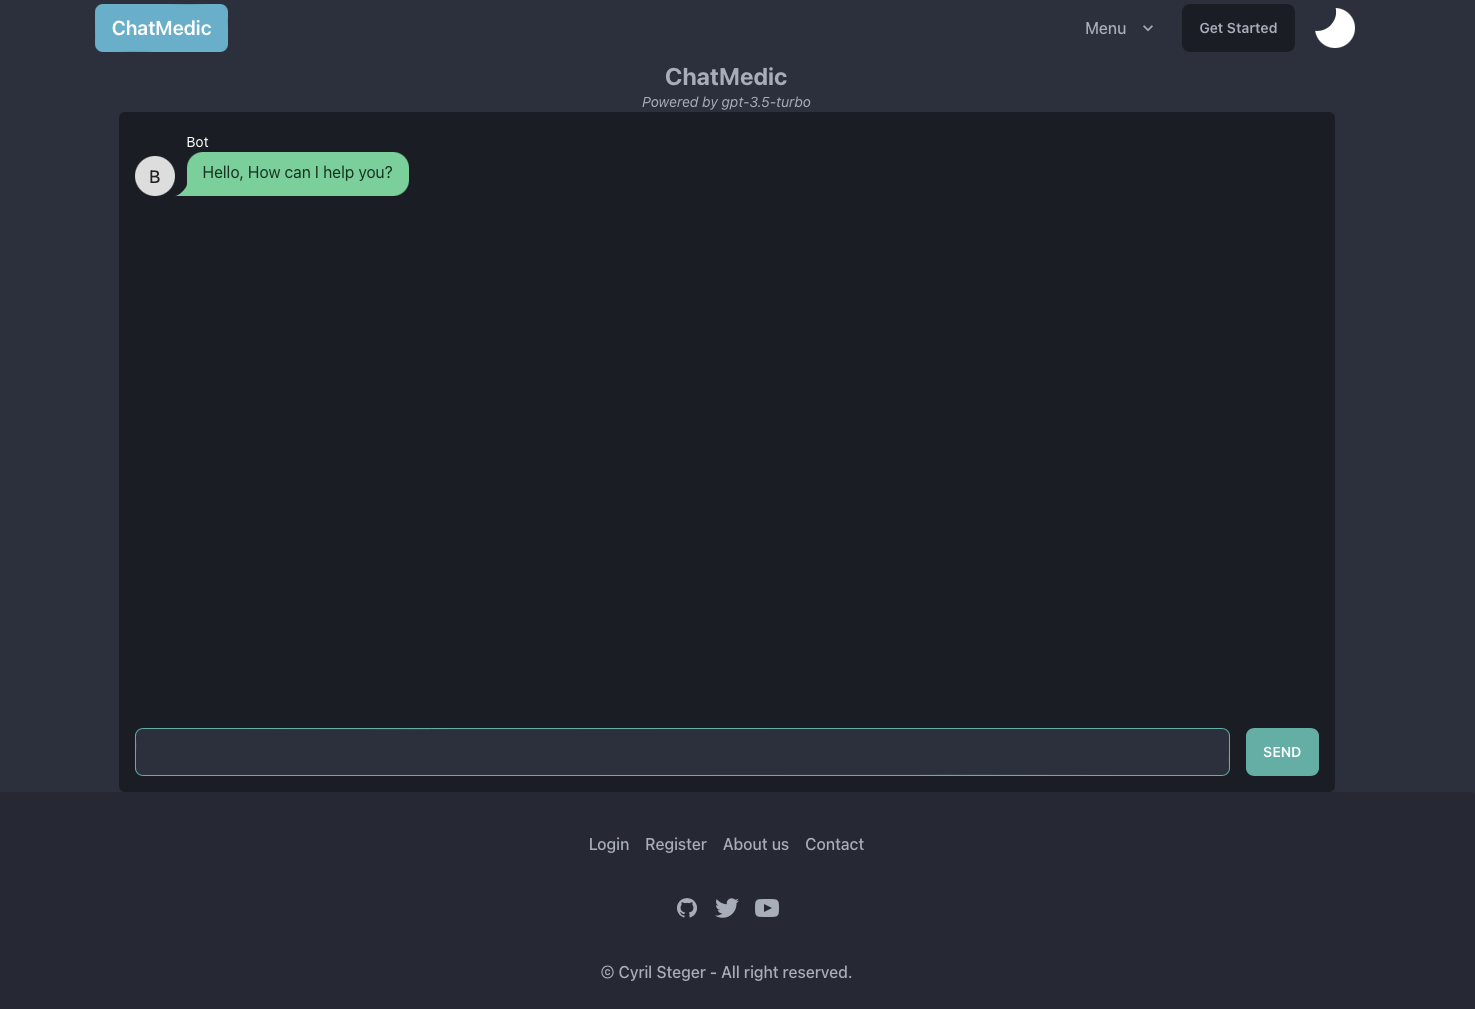 ChatMedic
Menu
Get Started
ChatMedic
Powered by gpt-3.5-turbo
Bot
B
Hello, How can I help you?
SEND
Login Register About us Contact
© Cyril Steger - All right reserved.